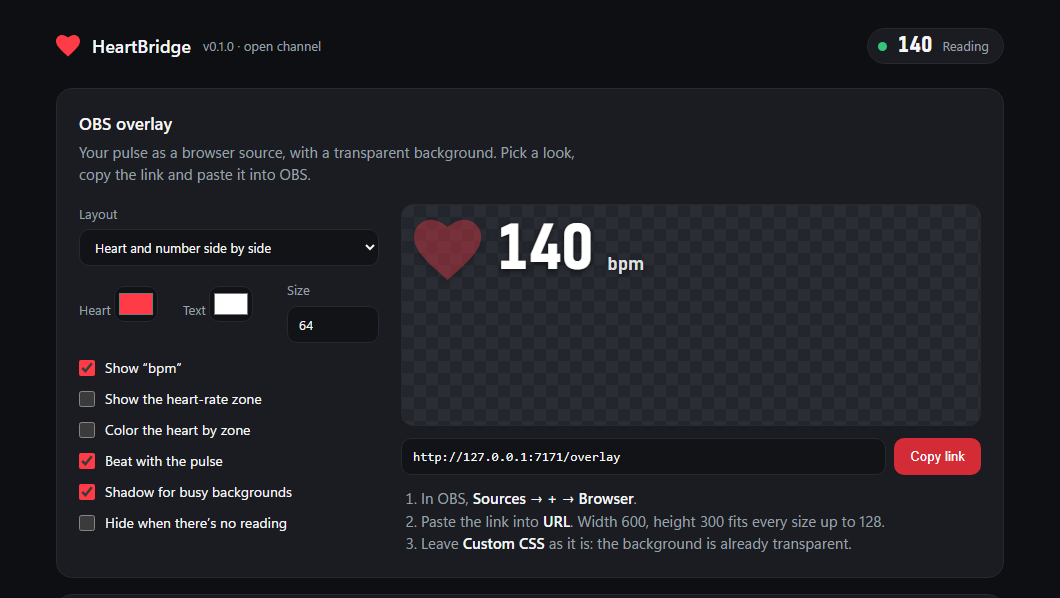 HeartBridge v0.1.0 · open channel
140 Reading
OBS overlay
Your pulse as a browser source, with a transparent background. Pick a look,
copy the link and paste it into OBS.
Layout
Heart and number side by side
Heart
Text
Size
64
Show “bpm”
Show the heart-rate zone
Color the heart by zone
Beat with the pulse
Shadow for busy backgrounds
Hide when there’s no reading
140 bpm
http://127.0.0.1:7171/overlay
Copy link
1. In OBS, Sources → + → Browser.
2. Paste the link into URL. Width 600, height 300 fits every size up to 128.
3. Leave Custom CSS as it is: the background is already transparent.